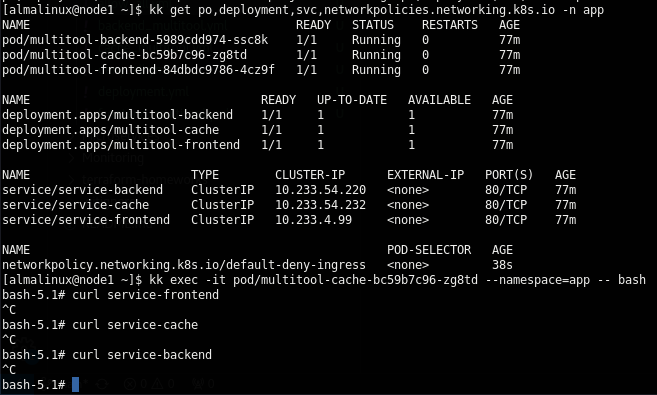 [almalinux@node1 ~]$ kk get po,deployment,svc,networkpolicies.networking.k8s.io -n app
NAME READY STATUS RESTARTS AGE
pod/multitool-backend-5989cdd974-ssc8k 1/1 Running 0 77m
pod/multitool-cache-bc59b7c96-zg8td 1/1 Running 0 77m
pod/multitool-frontend-84dbdc9786-4cz9f 1/1 Running 0 77m
NAME READY UP-TO-DATE AVAILABLE AGE
deployment.apps/multitool-backend 1/1 1 1 77m
deployment.apps/multitool-cache 1/1 1 1 77m
deployment.apps/multitool-frontend 1/1 1 1 77m
NAME TYPE CLUSTER-IP EXTERNAL-IP PORT(S) AGE
service/service-backend ClusterIP 10.233.54.220 <none> 80/TCP 77m
service/service-cache ClusterIP 10.233.54.232 <none> 80/TCP 77m
service/service-frontend ClusterIP 10.233.4.99 <none> 80/TCP 77m
NAME POD-SELECTOR AGE
networkpolicy.networking.k8s.io/default-deny-ingress <none> 38s
[almalinux@node1 ~]$ kk exec -it pod/multitool-cache-bc59b7c96-zg8td --namespace=app -- bash
bash-5.1# curl service-frontend
^C
bash-5.1# curl service-cache
^C
bash-5.1# curl service-backend
^C
bash-5.1#